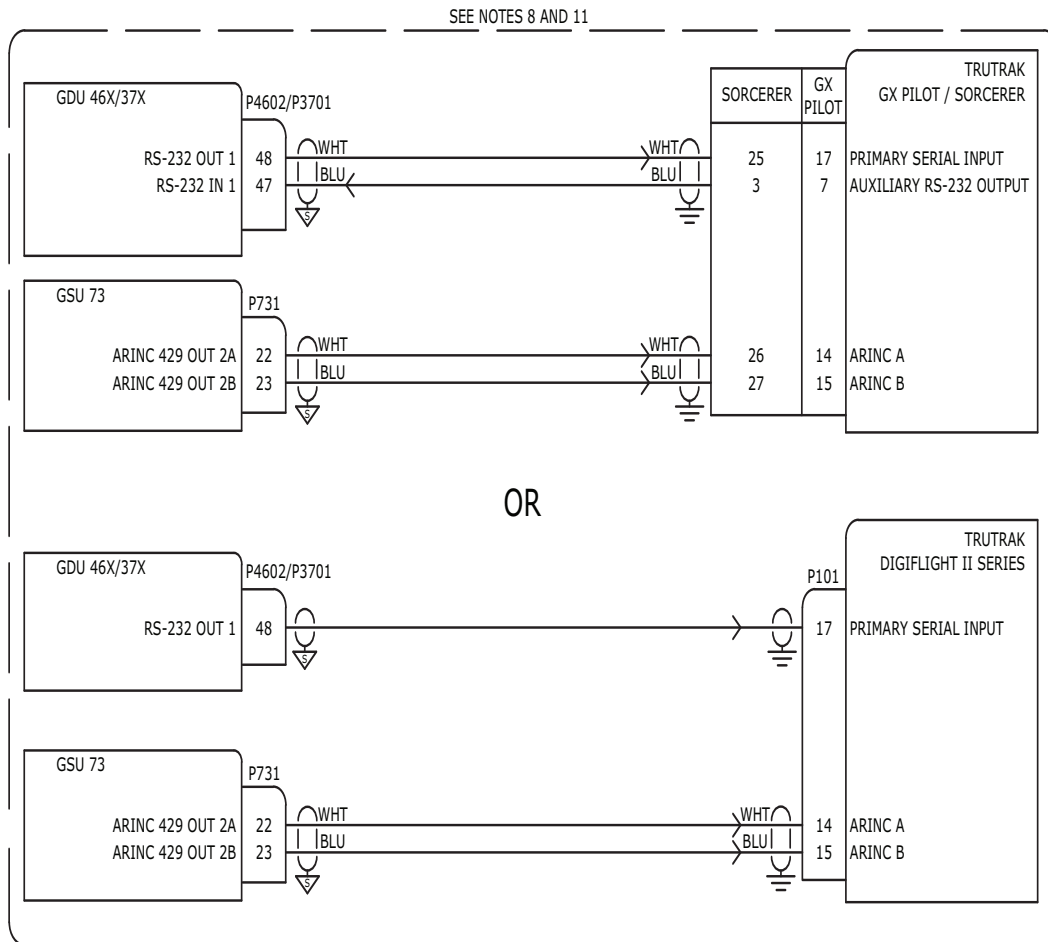 SEE NOTES 8 AND 11
GDU 46X/37X
P4602/P3701
RS-232 OUT 1 48 WHT WHT
RS-232 IN 1 47 BLU BLU
S
SORCERER GX PILOT
TRUTRAK
GX PILOT / SORCERER
25 17 PRIMARY SERIAL INPUT
3 7 AUXILIARY RS-232 OUTPUT
GSU 73
P731
ARINC 429 OUT 2A 22 WHT WHT 26 14 ARINC A
ARINC 429 OUT 2B 23 BLU BLU 27 15 ARINC B
S
OR
GDU 46X/37X
P4602/P3701
RS-232 OUT 1 48
S
P101
TRUTRAK
DIGIFLIGHT II SERIES
17 PRIMARY SERIAL INPUT
GSU 73
P731
ARINC 429 OUT 2A 22 WHT WHT 14 ARINC A
ARINC 429 OUT 2B 23 BLU BLU 15 ARINC B
S